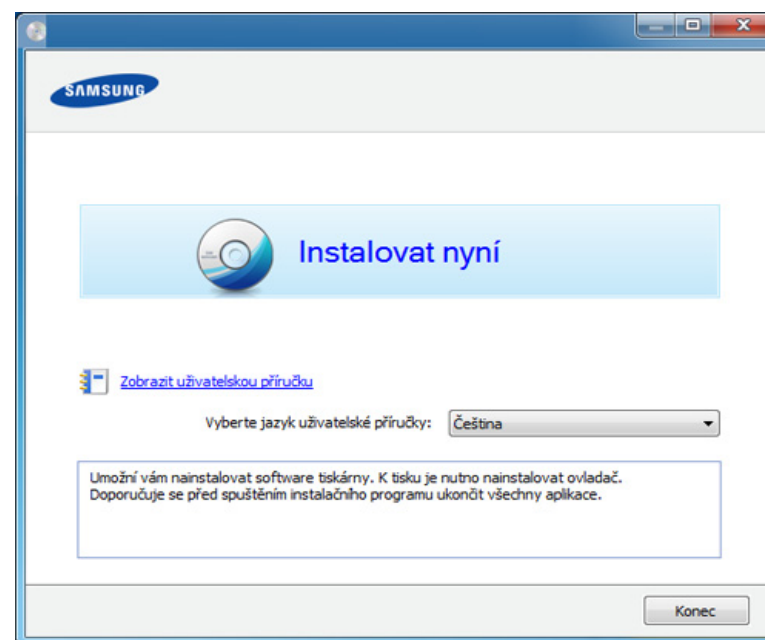 SAMSUNG
Instalovat nyní
Zobrazit uživatelskou příručku
Vyberte jazyk uživatelské příručky: Čeština
Umožní vám nainstalovat software tiskárny. K tisku je nutno nainstalovat ovladač.
Doporučuje se před spuštěním instalačního programu ukončit všechny aplikace.
Konec